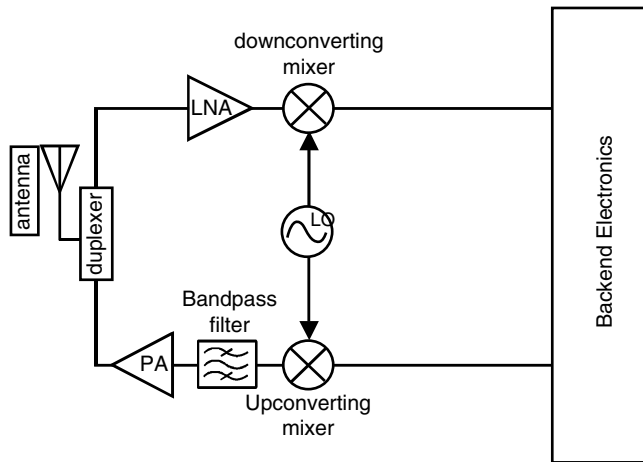 downconverting
mixer
LNA
antenna
duplexer
LO
Backend Electronics
Bandpass
filter
PA
Upconverting
mixer